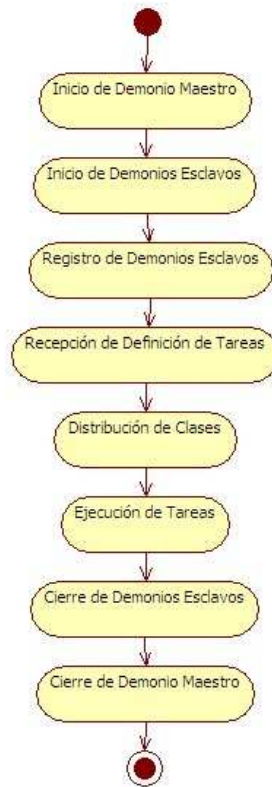 Inicio de Demonio Maestro
Inicio de Demonios Esclavos
Registro de Demonios Esclavos
Recepción de Definición de Tareas
Distribución de Clases
Ejecución de Tareas
Cierre de Demonios Esclavos
Cierre de Demonio Maestro